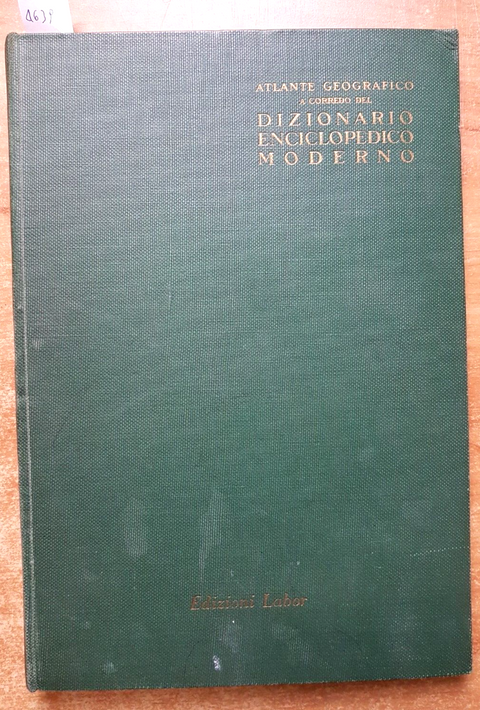 4639
ATLANTE GEOGRAFICO
A CORREDO DEL
DIZIONARIO
ENCICLOPEDICO
MODERNO
Edizioni Labor